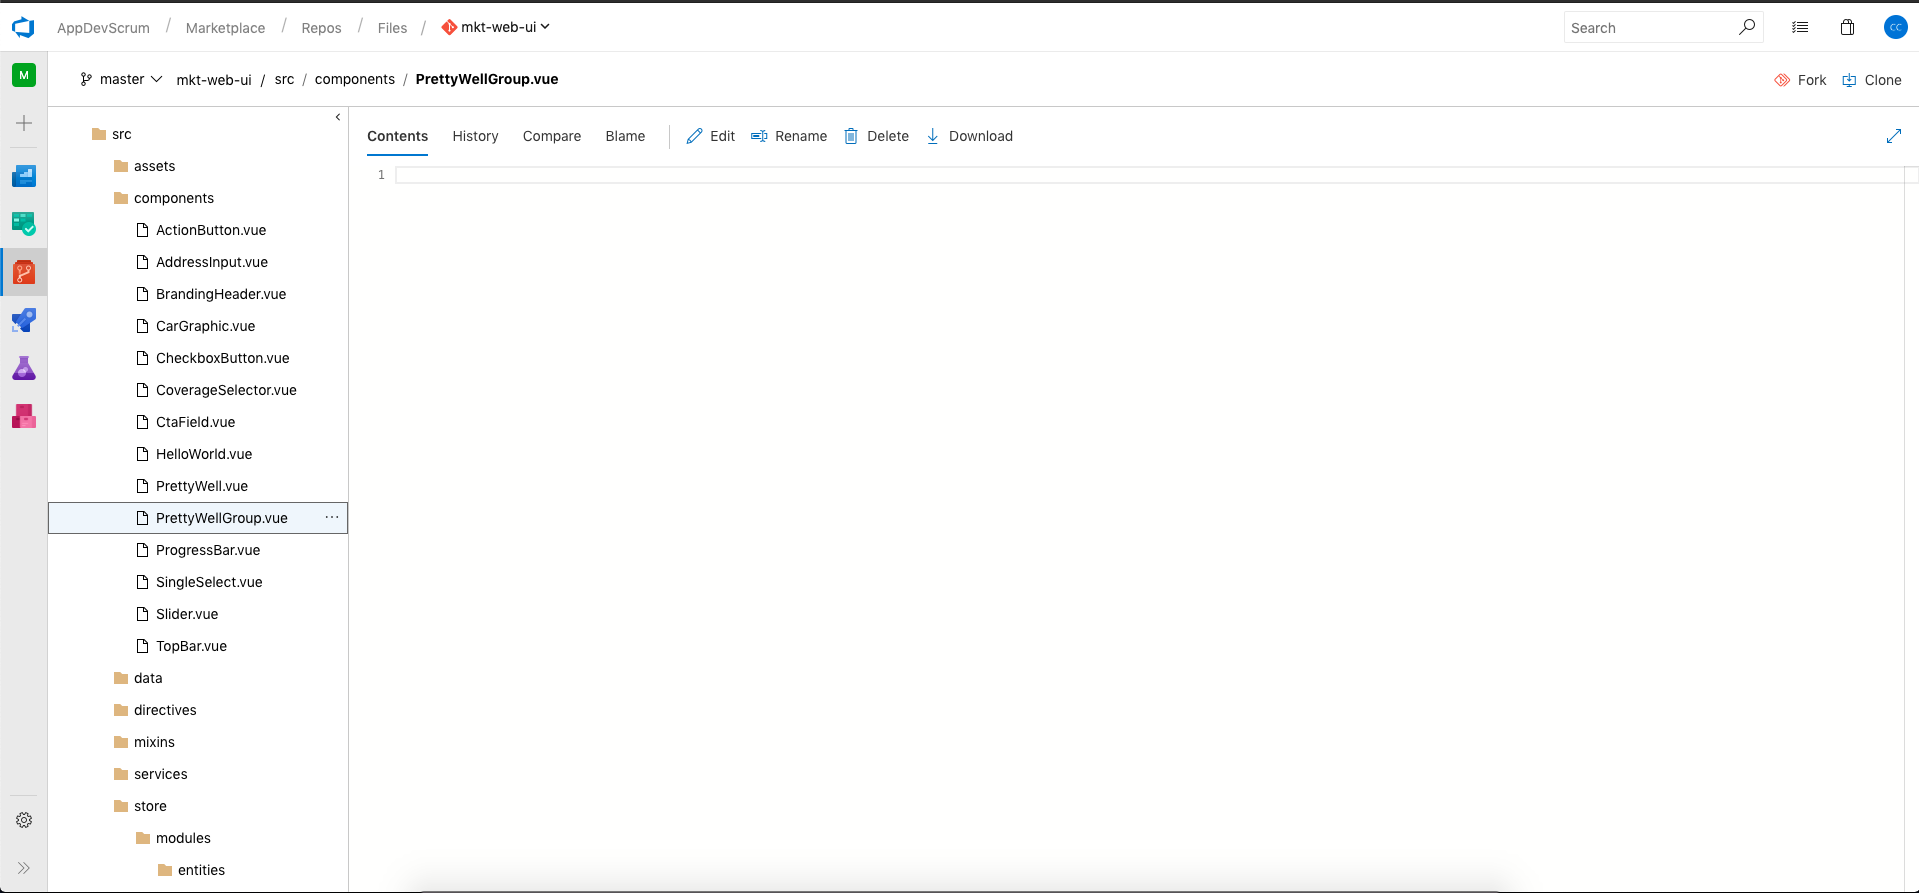 AppDevScrum / Marketplace / Repos / Files / mkt-web-ui
Search
CC
M
master mkt-web-ui / src / components / PrettyWellGroup.vue
Fork Clone
src
assets
components
ActionButton.vue
AddressInput.vue
BrandingHeader.vue
CarGraphic.vue
CheckboxButton.vue
CoverageSelector.vue
CtaField.vue
HelloWorld.vue
PrettyWell.vue
PrettyWellGroup.vue ...
ProgressBar.vue
SingleSelect.vue
Slider.vue
TopBar.vue
data
directives
mixins
services
store
modules
entities
Contents History Compare Blame Edit Rename Delete Download
1